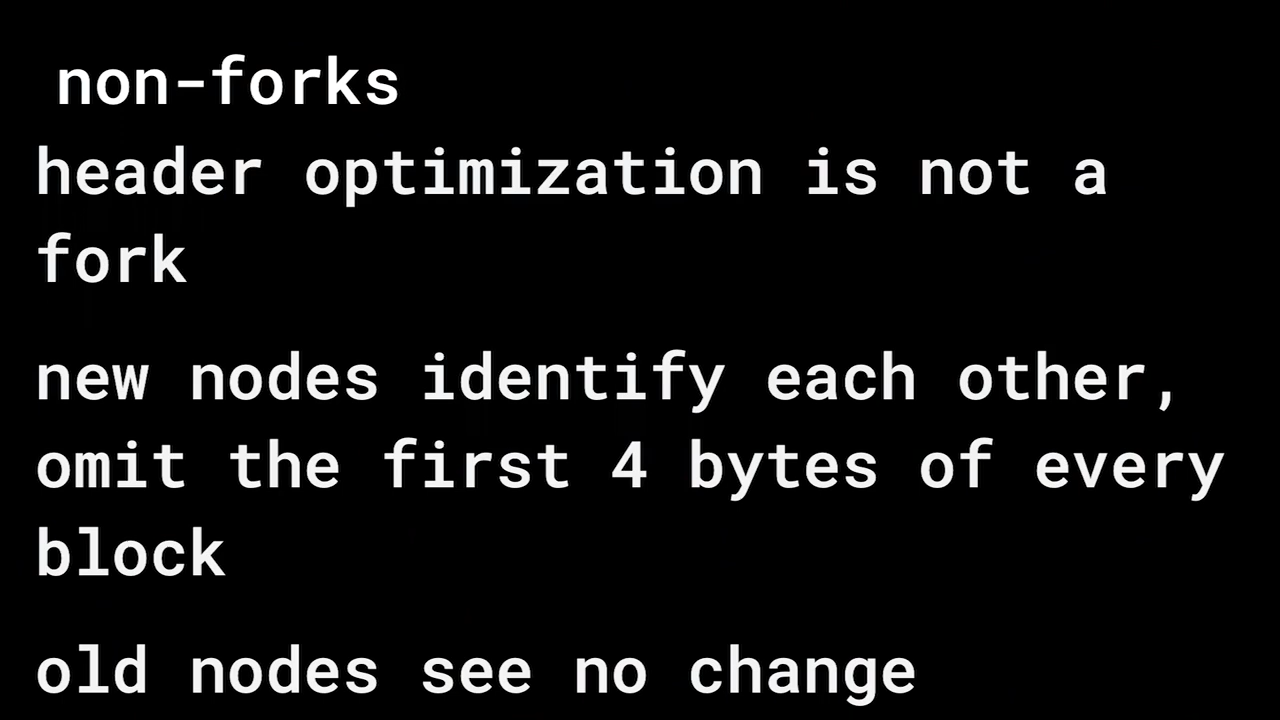 non-forks
header optimization is not a
fork
new nodes identify each other,
omit the first 4 bytes of every
block
old nodes see no change